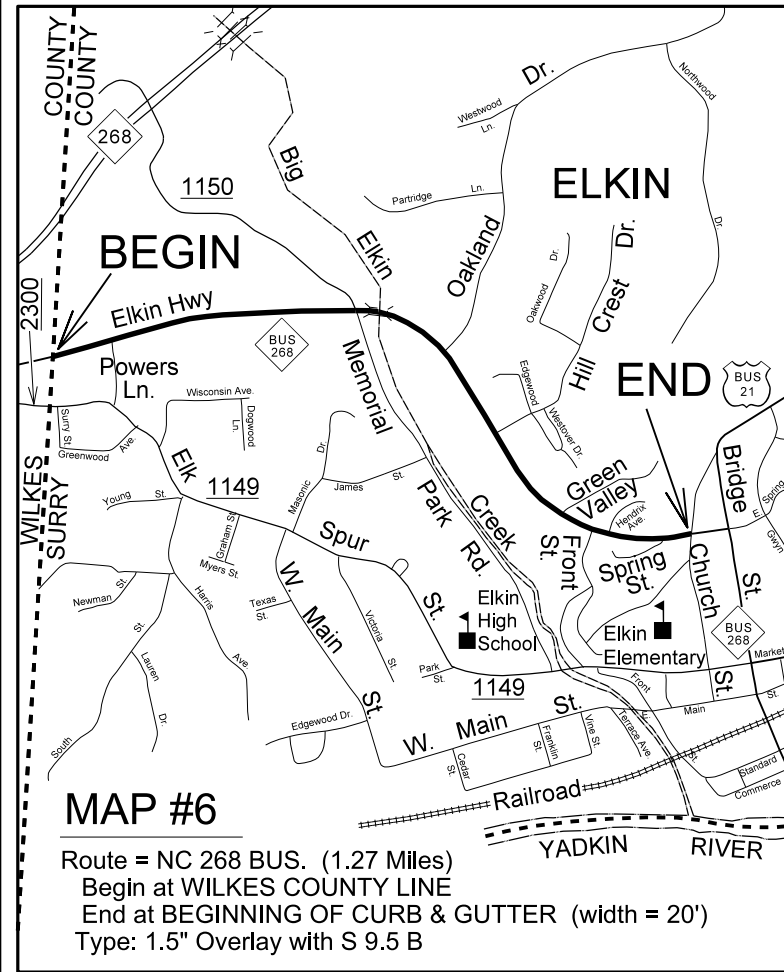 COUNTY
COUNTY
268
Dr.
Northwood
Dr.
Westwood
Ln.
Big
Elkin
Creek
1150
Partridge Ln.
ELKIN
Oakland
BEGIN
Elkin Hwy
2300
BUS
268
Oakwood Dr.
Hill Crest Dr.
Memorial
Park
Rd.
Powers
Ln.
Wisconsin Ave.
Dogwood
Ln.
Edgewood
Westover Dr.
END
BUS
21
Surry St.
Greenwood Ave.
Elk
1149
Spur
St.
Masonic Dr.
James St.
Green
Valley
Hendrix
Ave.
Bridge
St.
E. Spring
Gwyn
WILKES
SURRY
Young St.
Graham St.
Myers St.
W. Main
St.
Front
St.
Spring
St.
Church
St.
Newman St.
Harris
Ave
Texas
St.
Victoria
St.
Elkin
High
School
Elkin
Elementary
BUS
268
Market
Lauren
Dr.
South
St.
Park
St.
1149
Front
St.
Main St.
Edgewood Dr.
W. Main St.
Cedar
St.
Franklin
St.
Vine St.
Terrace Ave.
Standard
Commerce
Railroad
YADKIN RIVER
MAP #6
Route = NC 268 BUS. (1.27 Miles)
Begin at WILKES COUNTY LINE
End at BEGINNING OF CURB & GUTTER (width = 20')
Type: 1.5" Overlay with S 9.5 B